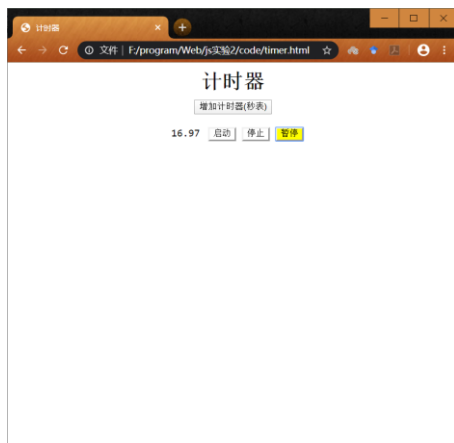 计时器
文件 | F:/program/Web/js实验2/code/timer.html
计时器
增加计时器(秒表)
16.97 启动 停止 暂停